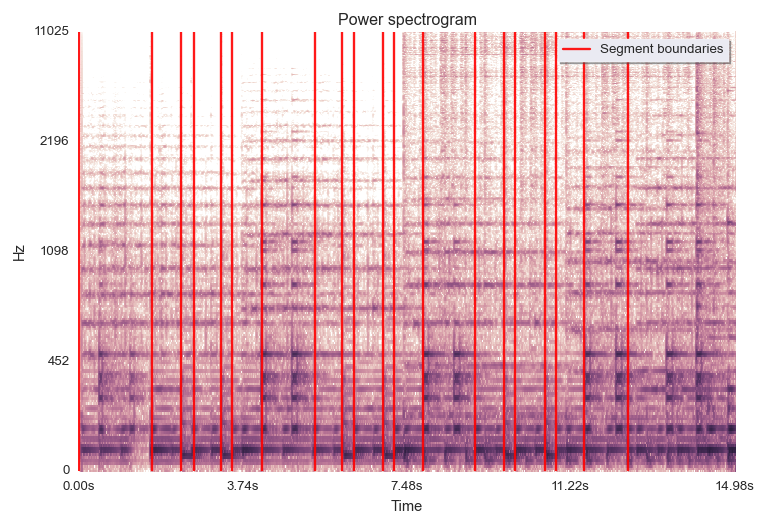 Power spectrogram
11025
Segment boundaries
2196
Hz
1098
452
0
0.00s 3.74s 7.48s 11.22s 14.98s
Time